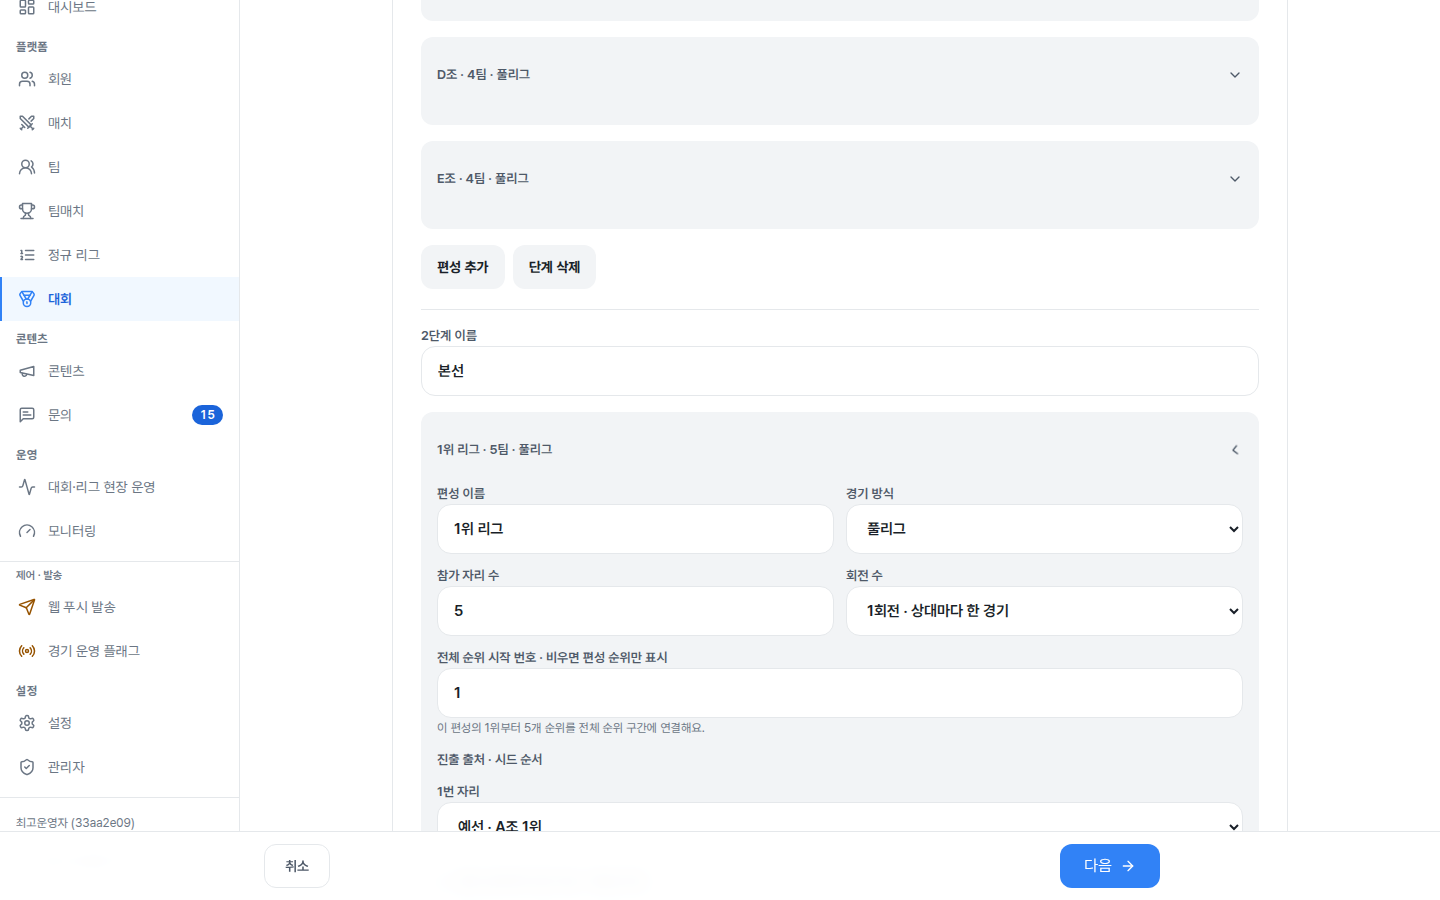 대시보드
플랫폼
회원
매치
팀
팀매치
정규 리그
대회
콘텐츠
콘텐츠
문의 15
운영
대회·리그 현장 운영
모니터링
제어 · 발송
웹 푸시 발송
경기 운영 플래그
설정
설정
관리자
최고운영자 (33aa2e09)
D조 · 4팀 · 풀리그
E조 · 4팀 · 풀리그
편성 추가 단계 삭제
2단계 이름
본선
1위 리그 · 5팀 · 풀리그
편성 이름 경기 방식
1위 리그 풀리그
참가 자리 수 회전 수
5 1회전 · 상대마다 한 경기
전체 순위 시작 번호 · 비우면 편성 순위만 표시
1
이 편성의 1위부터 5개 순위를 전체 순위 구간에 연결해요.
진출 출처 · 시드 순서
1번 자리
예선 · A조 1위
취소 다음